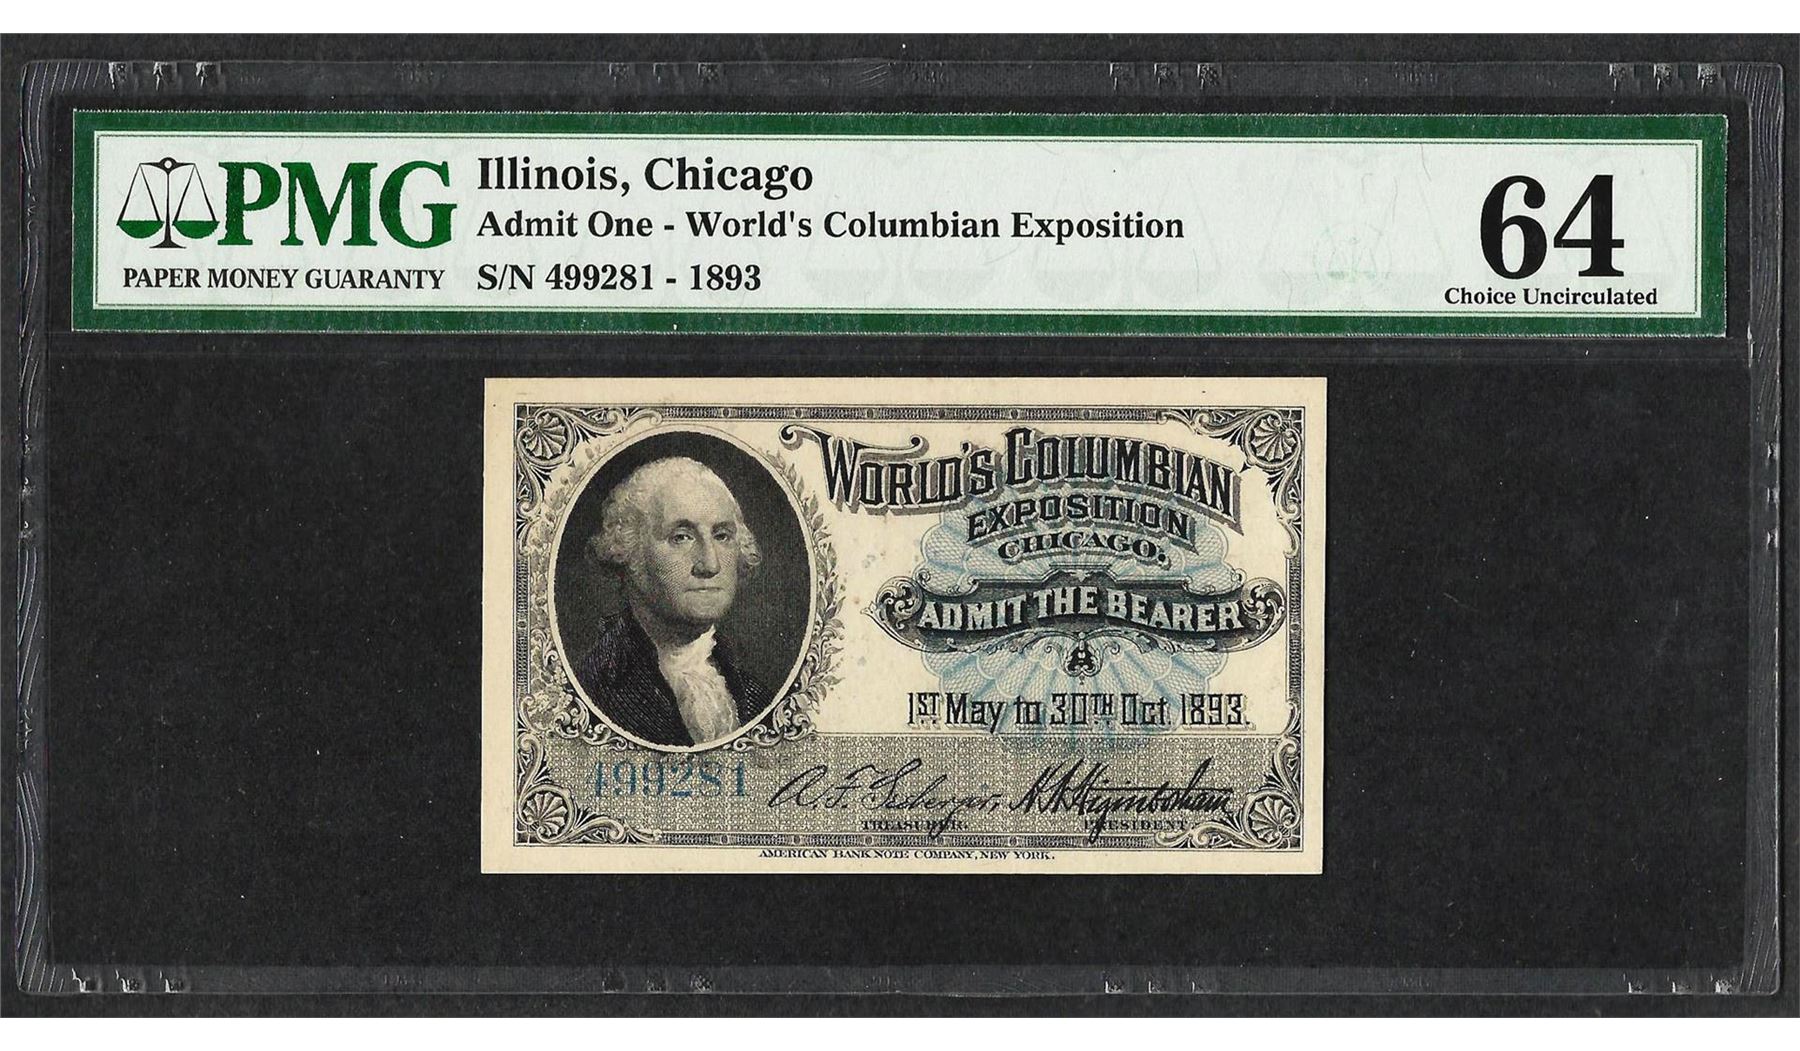 PMG
PAPER MONEY GUARANTY
Illinois, Chicago
Admit One - World's Columbian Exposition
S/N 499281 - 1893
64
Choice Uncirculated
WORLD'S COLUMBIAN
EXPOSITION
CHICAGO.
ADMIT THE BEARER
A
1ST May to 30TH Oct 1893.
499281
A. F. Seeberger, H. N. Higinbotham
TREASURER. PRESIDENT.
AMERICAN BANK NOTE COMPANY, NEW YORK.